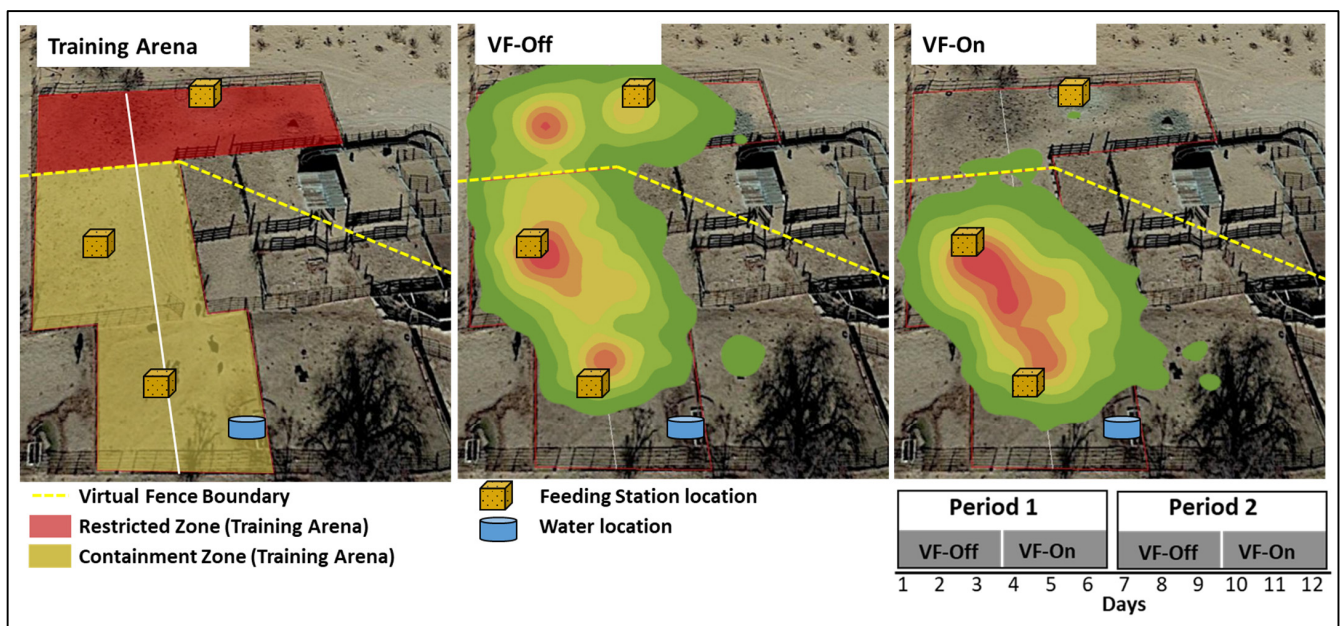 Training Arena
VF-Off
VF-On
Virtual Fence Boundary
Restricted Zone (Training Arena)
Containment Zone (Training Arena)
Feeding Station location
Water location
Period 1 Period 2
VF-Off VF-On VF-Off VF-On
1 2 3 4 5 6 7 8 9 10 11 12
Days